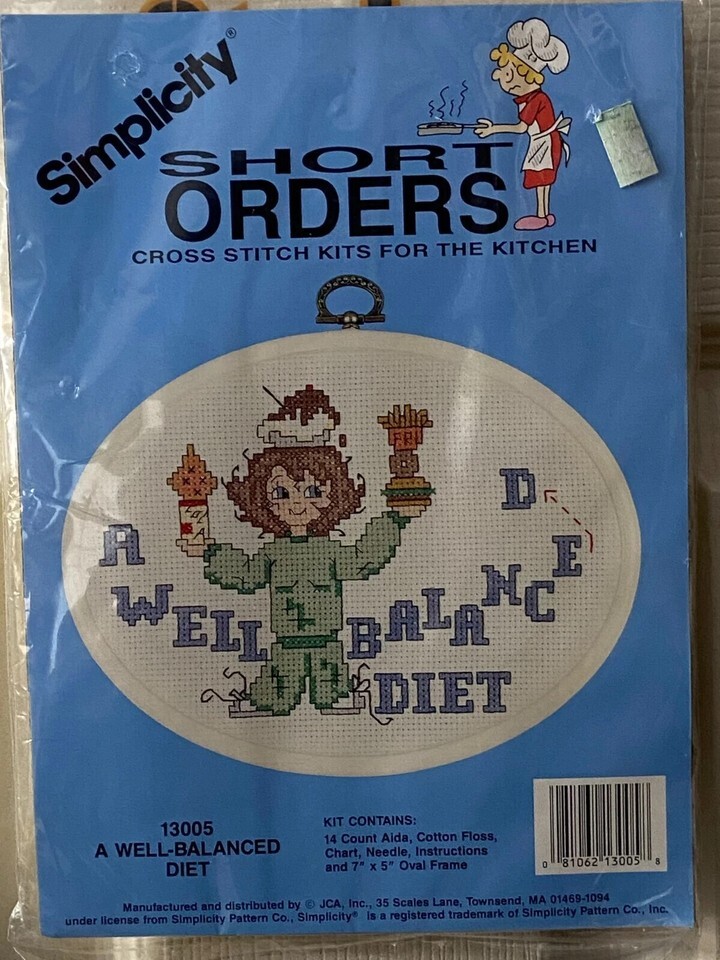 Simplicity®
SHORT
ORDERS
CROSS STITCH KITS FOR THE KITCHEN
FRI
D
A
E
WELL BALANC
DIET
13005
A WELL-BALANCED
DIET
KIT CONTAINS:
14 Count Aida, Cotton Floss,
Chart, Needle, Instructions
and 7" x 5" Oval Frame
0 81062 13005 8
Manufactured and distributed by © JCA, Inc., 35 Scales Lane, Townsend, MA 01469-1094
under license from Simplicity Pattern Co., Simplicity® is a registered trademark of Simplicity Pattern Co., Inc.